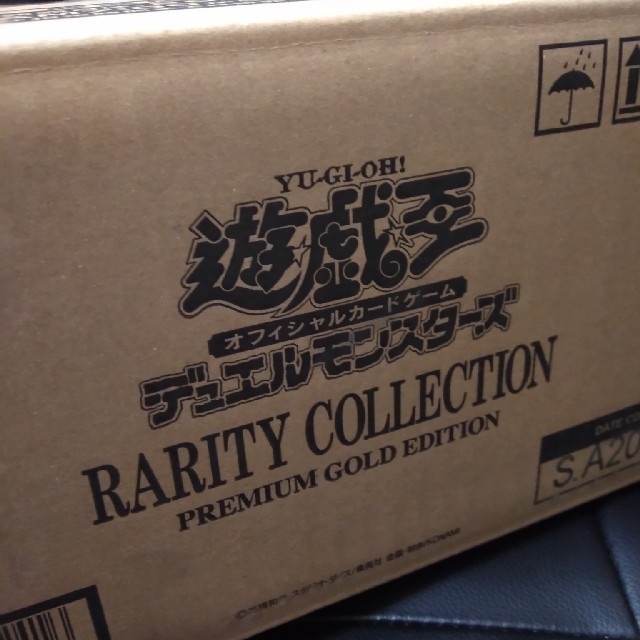 YU-GI-OH!
遊戯王
オフィシャルカードゲーム
デュエルモンスターズ
RARITY COLLECTION
PREMIUM GOLD EDITION
S.A20